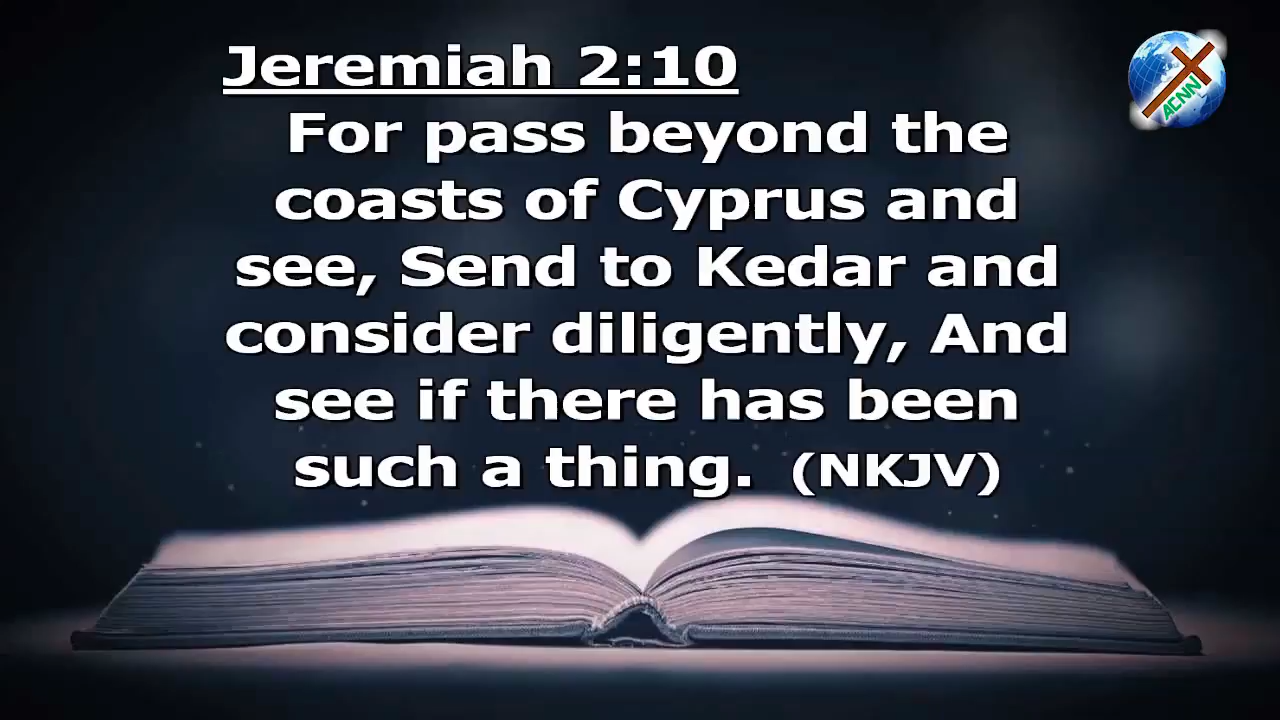 Jeremiah 2:10
For pass beyond the
coasts of Cyprus and
see, Send to Kedar and
consider diligently, And
see if there has been
such a thing. (NKJV)
ACNN